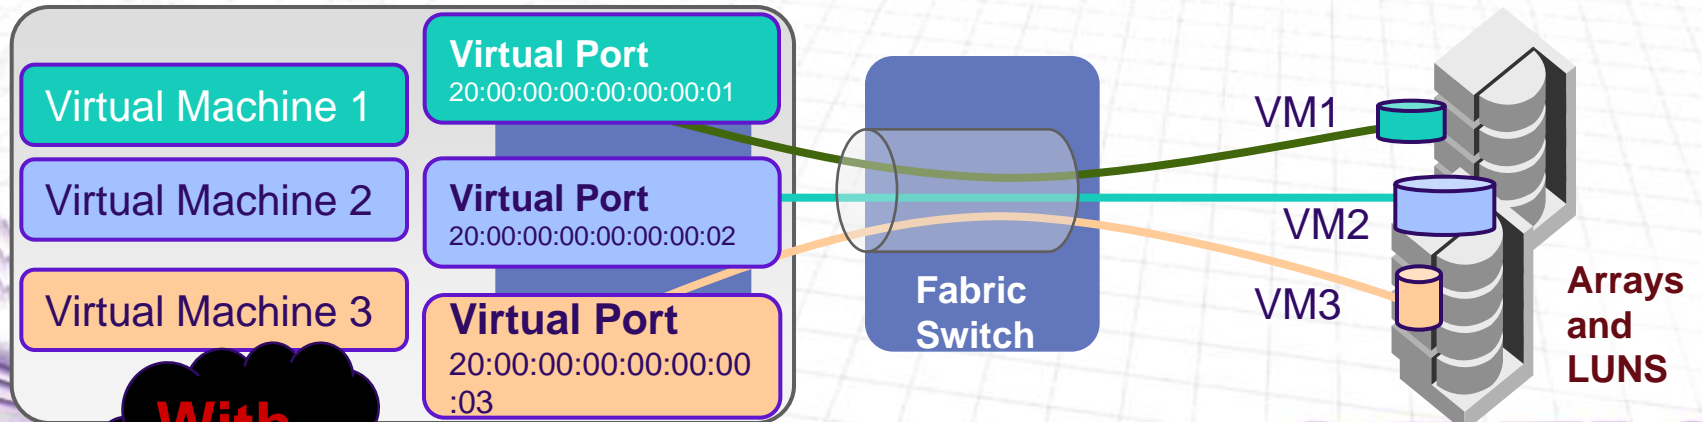 Virtual Machine 1
Virtual Machine 2
Virtual Machine 3
With
Virtual Port
20:00:00:00:00:00:00:01
Virtual Port
20:00:00:00:00:00:00:02
Virtual Port
20:00:00:00:00:00:00
:03
Fabric
Switch
VM1
VM2
VM3
Arrays
and
LUNS